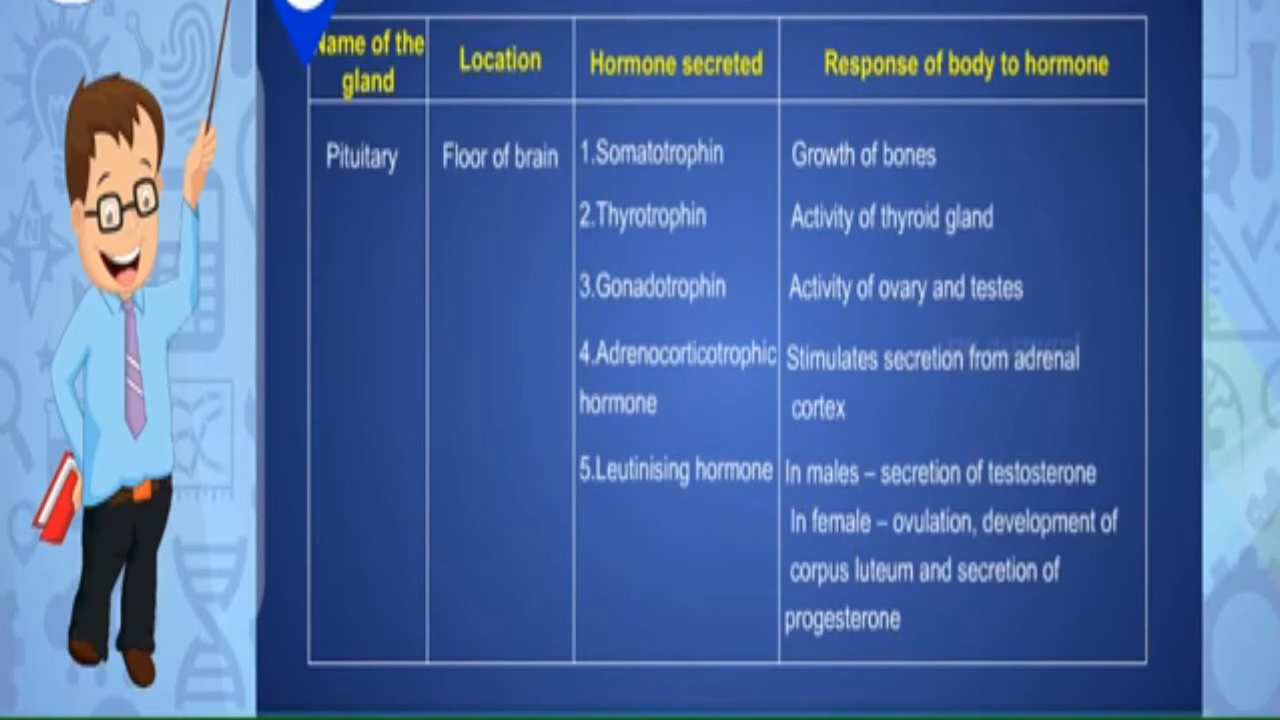 Name of the gland
Location
Hormone secreted
Response of body to hormone
Pituitary
Floor of brain
1.Somatotrophin
Growth of bones
2.Thyrotrophin
Activity of thyroid gland
3.Gonadotrophin
Activity of ovary and testes
4.Adrenocorticotrophic
hormone
Stimulates secretion from adrenal
cortex
5.Leutinising hormone
In males – secretion of testosterone
In female – ovulation, development of
corpus luteum and secretion of
progesterone